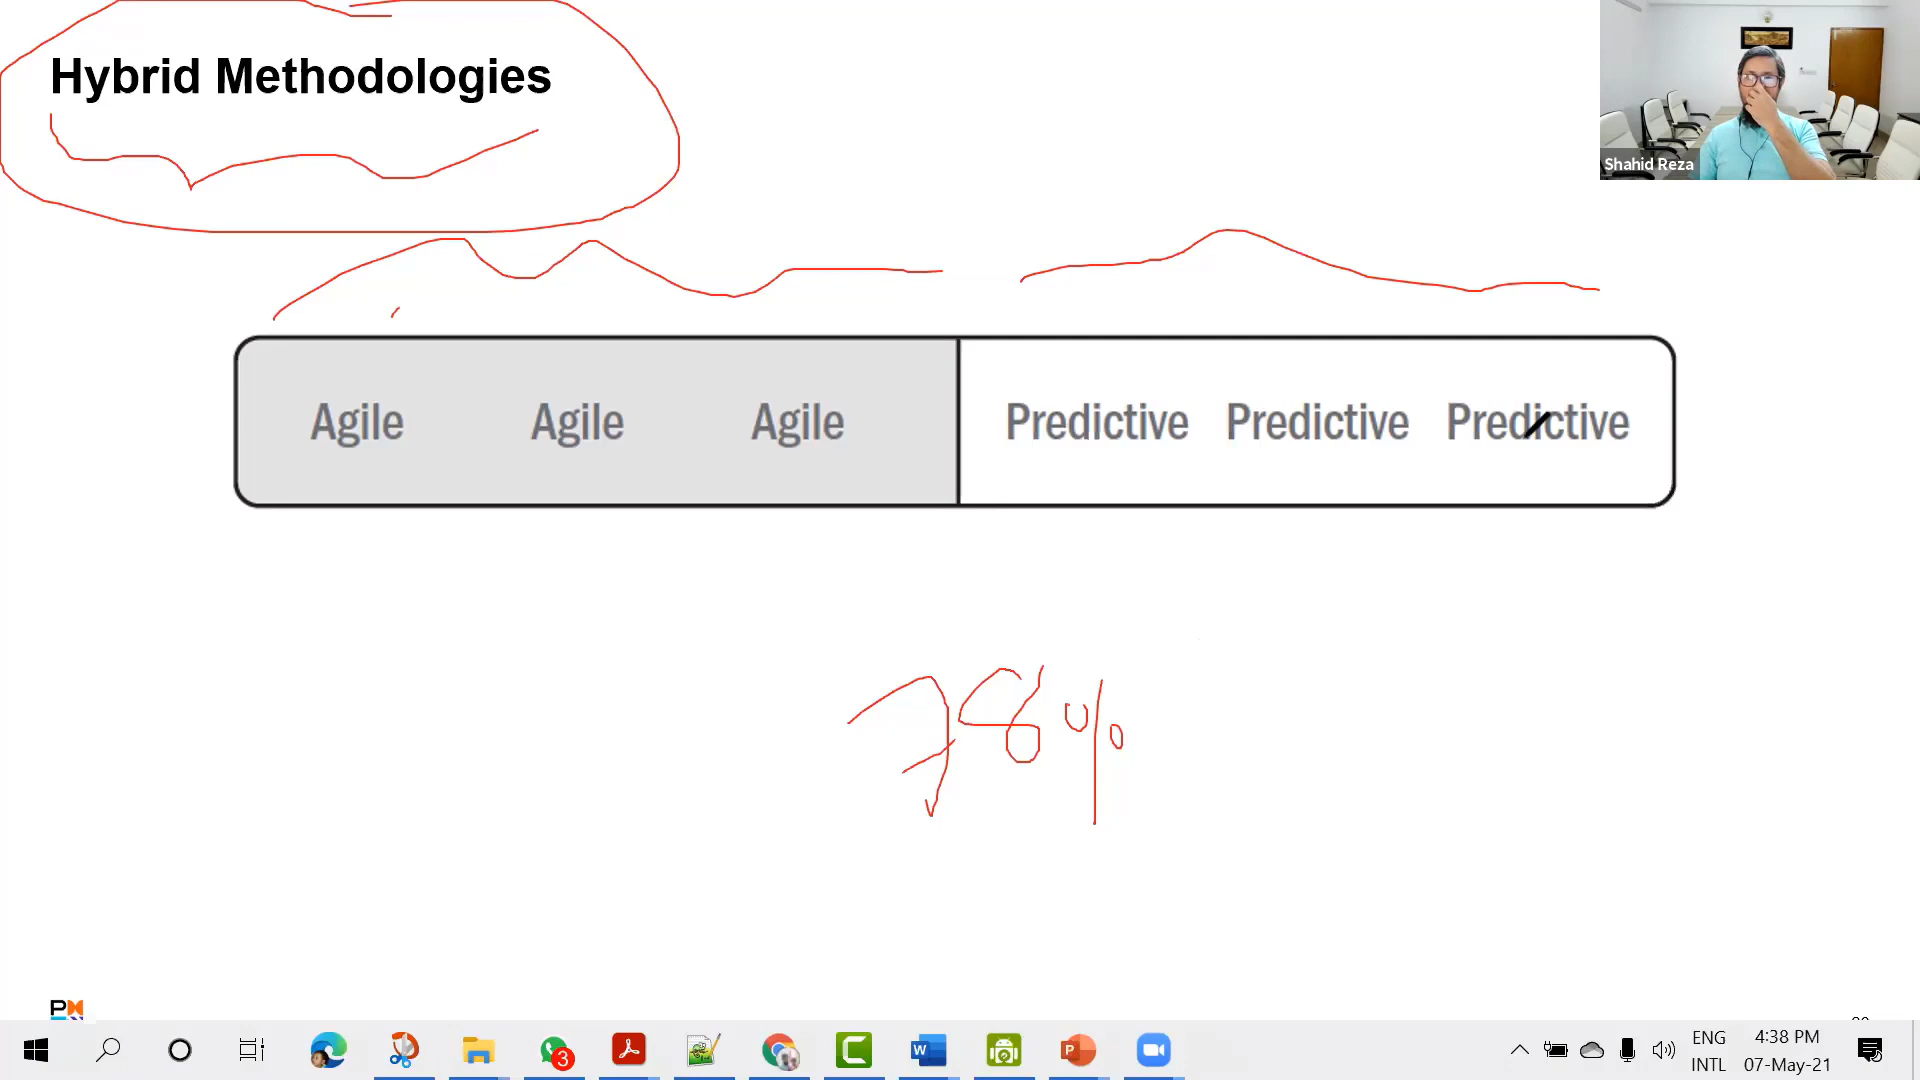 Hybrid Methodologies
Shahid Reza
Agile Agile Agile Predictive Predictive Predictive
78%
3
ENG 4:38 PM
INTL 07-May-21